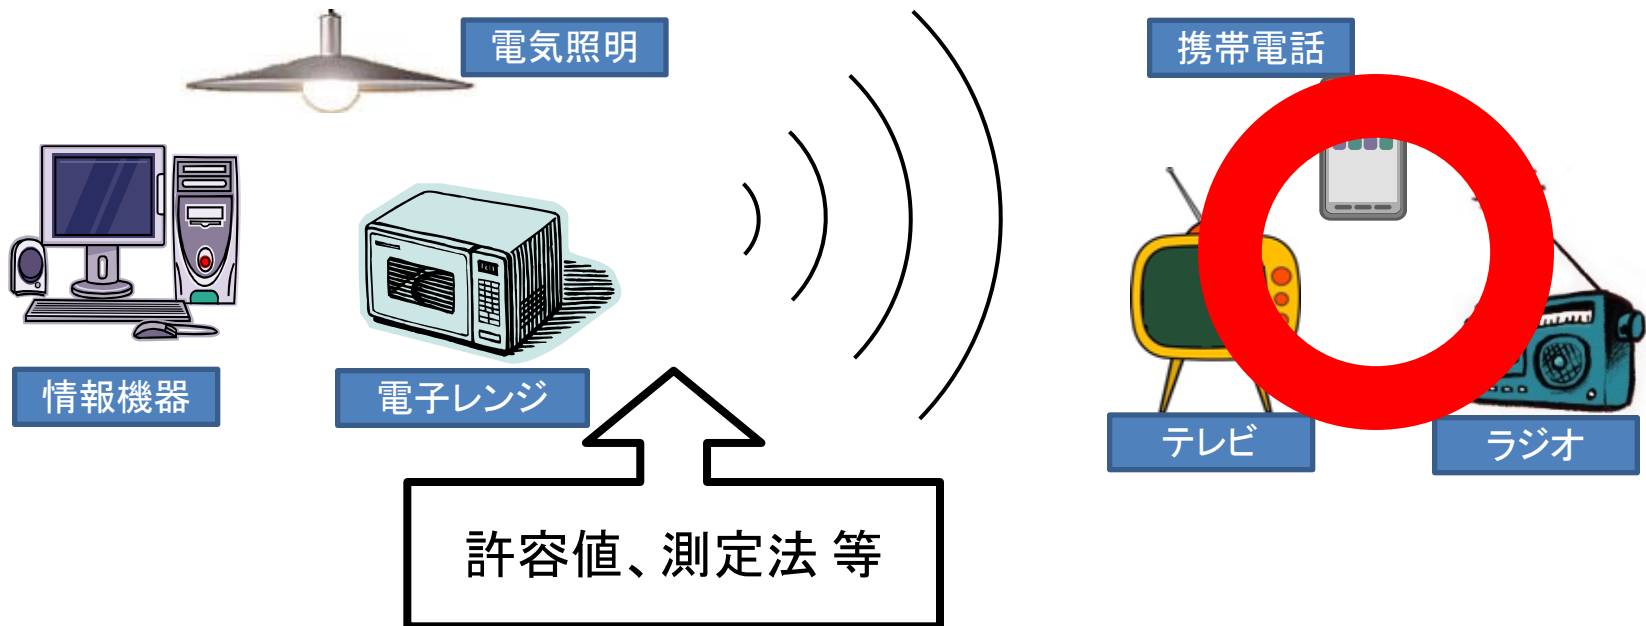 電気照明
携帯電話
情報機器
電子レンジ
テレビ
ラジオ
許容値、測定法 等